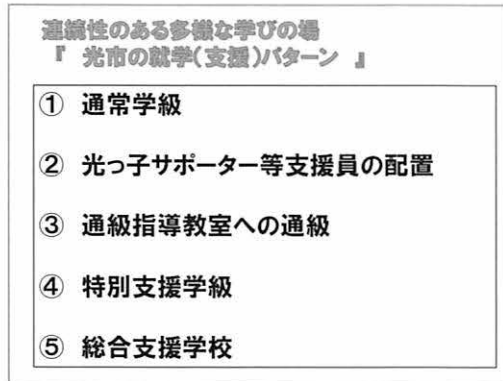 連続性のある多様な学びの場
『 光市の就学(支援)パターン 』
① 通常学級
② 光っ子サポーター等支援員の配置
③ 通級指導教室への通級
④ 特別支援学級
⑤ 総合支援学校